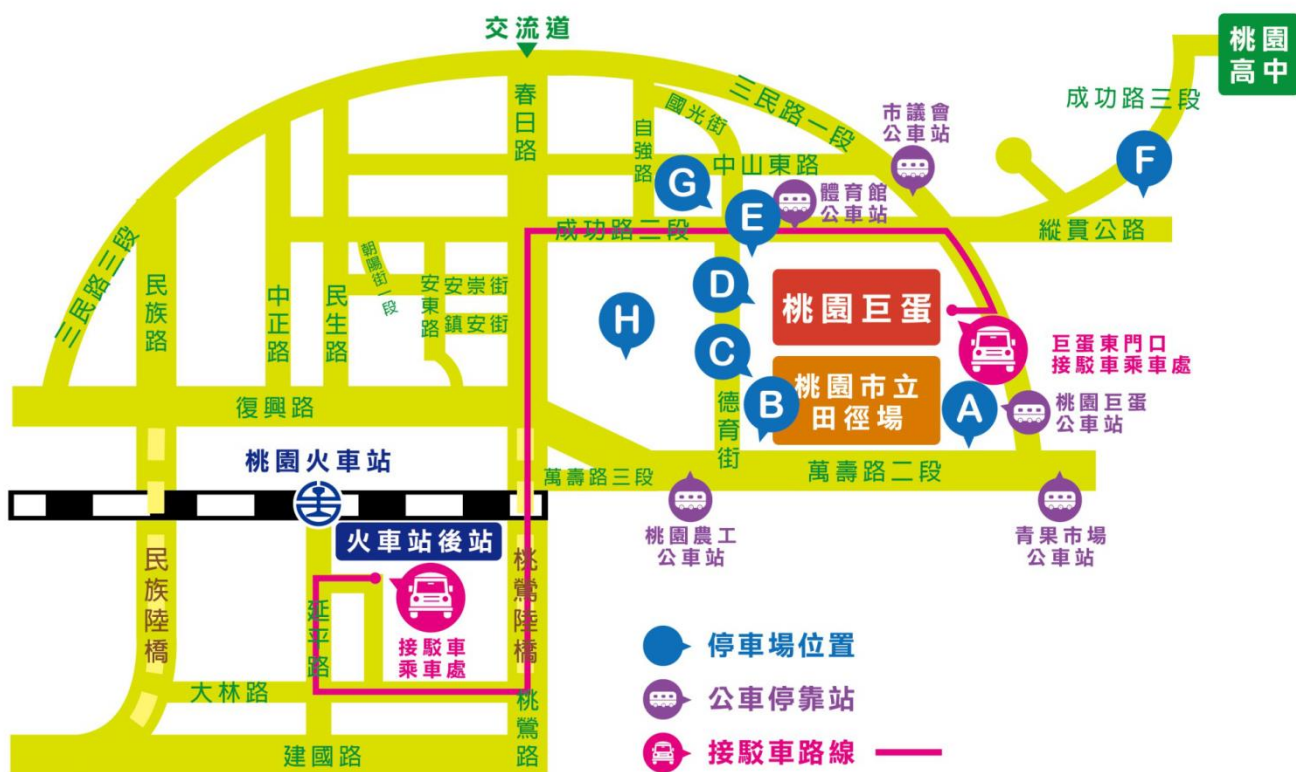 交流道
桃園
高中
春日路
三民路一段
成功路三段
市議會
公車站
國光街
自強路
中山東路
F
G
體育館
公車站
E
成功路二段
縱貫公路
三民路三段
民族路
中正路
民生路
朝陽街一段
安東路
安崇街
鎮安街
D
桃園巨蛋
H
C
巨蛋東門口
接駁車乘車處
B
桃園市立
田徑場
A
桃園巨蛋
公車站
復興路
德育街
桃園火車站
萬壽路三段
萬壽路二段
火車站後站
桃園農工
公車站
青果市場
公車站
民族陸橋
延平路
桃鶯陸橋
接駁車
乘車處
停車場位置
大林路
公車停靠站
桃鶯路
建國路
接駁車路線